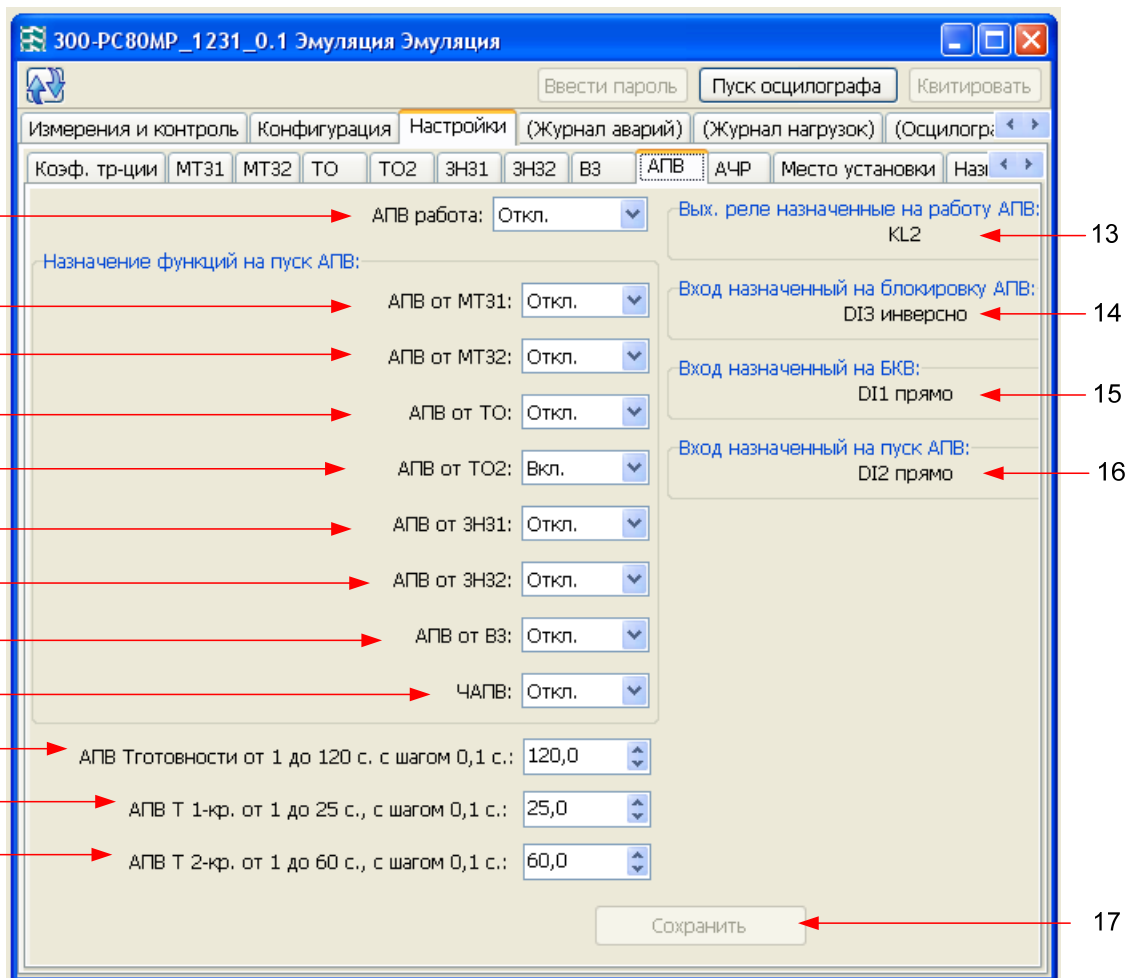 300-РС80МР_1231_0.1 Эмуляция Эмуляция
Ввести пароль
Пуск осцилографа
Квитировать
Измерения и контроль
Конфигурация
Настройки
(Журнал аварий)
(Журнал нагрузок)
(Осцилогра
Коэф. тр-ции
МТЗ1
МТЗ2
ТО
ТО2
ЗН31
ЗН32
ВЗ
АПВ
АЧР
Место установки
Назн
АПВ работа: Откл.
Назначение функций на пуск АПВ:
АПВ от МТЗ1: Откл.
АПВ от МТЗ2: Откл.
АПВ от ТО: Откл.
АПВ от ТО2: Вкл.
АПВ от ЗНЗ1: Откл.
АПВ от ЗНЗ2: Откл.
АПВ от ВЗ: Откл.
ЧАПВ: Откл.
АПВ Тготовности от 1 до 120 с. с шагом 0,1 с.: 120,0
АПВ Т 1-кр. от 1 до 25 с., с шагом 0,1 с.: 25,0
АПВ Т 2-кр. от 1 до 60 с., с шагом 0,1 с.: 60,0
Вых. реле назначенные на работу АПВ:
KL2
13
Вход назначенный на блокировку АПВ:
DI3 инверсно
14
Вход назначенный на БКВ:
DI1 прямо
15
Вход назначенный на пуск АПВ:
DI2 прямо
16
Сохранить
17